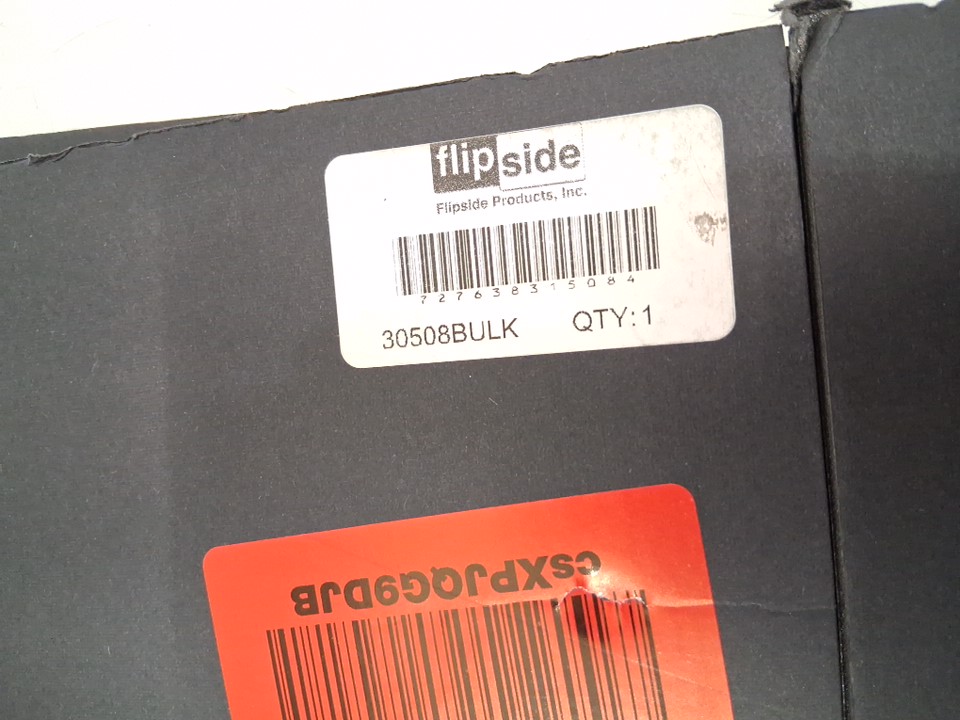 flipside
Flipside Products, Inc.
727638315084
30508BULK QTY: 1
csXPJQG9DJB